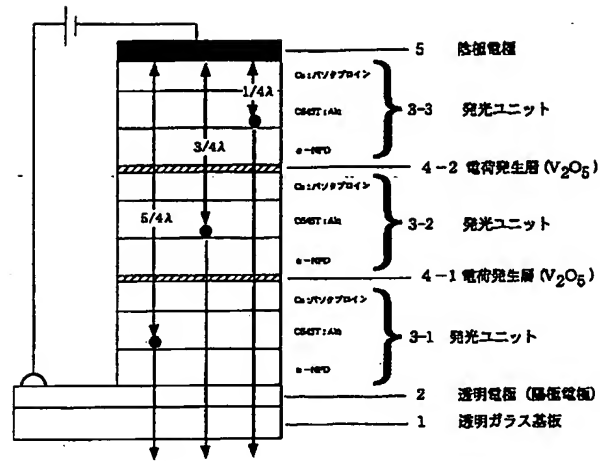 5 陰極電極
Cs:バソクプロイン
1/4λ
C545T:Alq
3-3 発光ユニット
3/4λ
α-NPD
4-2 電荷発生層 (V₂O₅)
Cs:バソクプロイン
5/4λ
C545T:Alq
3-2 発光ユニット
α-NPD
4-1 電荷発生層 (V₂O₅)
Cs:バソクプロイン
C545T:Alq
3-1 発光ユニット
α-NPD
2 透明電極 (陽極電極)
1 透明ガラス基板